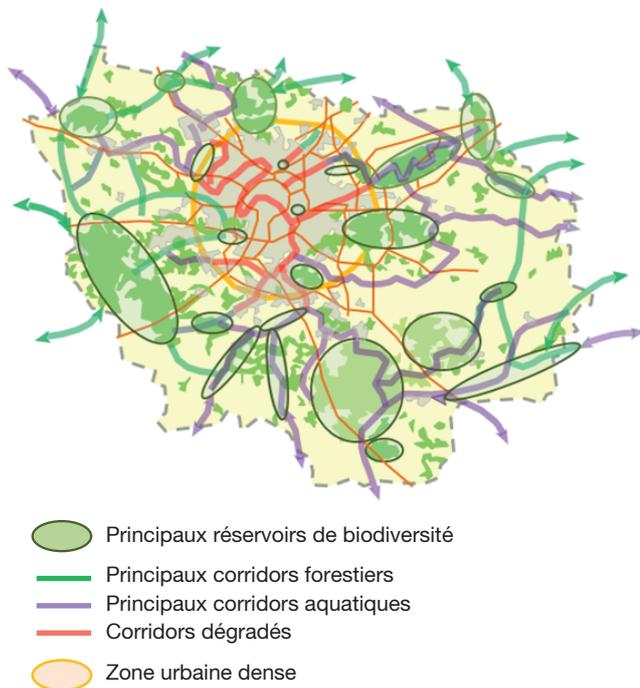 Principaux réservoirs de biodiversité
Principaux corridors forestiers
Principaux corridors aquatiques
Corridors dégradés
Zone urbaine dense